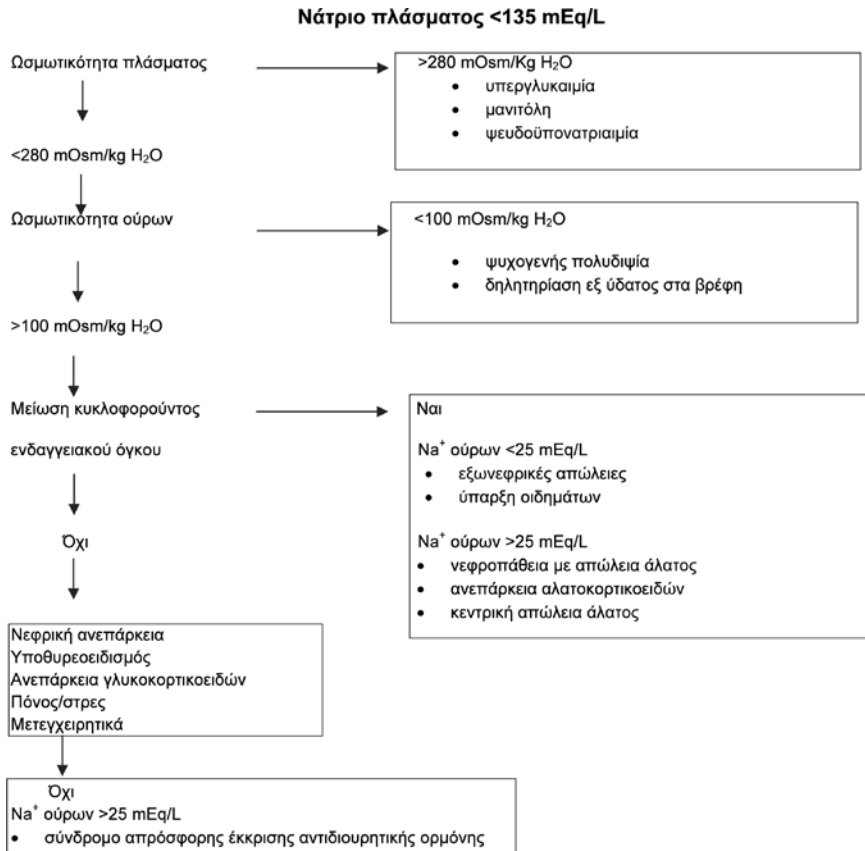 Νάτριο πλάσματος <135 mEq/L
Ωσμωτικότητα πλάσματος
>280 mOsm/Kg H₂O
• υπεργλυκαιμία
• μανιτόλη
• ψευδοϋπονατριαιμία
<280 mOsm/kg H₂O
Ωσμωτικότητα ούρων
<100 mOsm/kg H₂O
• ψυχογενής πολυδιψία
• δηλητηρίαση εξ ύδατος στα βρέφη
>100 mOsm/kg H₂O
Μείωση κυκλοφορούντος
ενδαγγειακού όγκου
Ναι
Na⁺ ούρων <25 mEq/L
• εξωνεφρικές απώλειες
• ύπαρξη οιδημάτων
Na⁺ ούρων >25 mEq/L
• νεφροπάθεια με απώλεια άλατος
• ανεπάρκεια αλατοκορτικοειδών
• κεντρική απώλεια άλατος
Όχι
Νεφρική ανεπάρκεια
Υποθυρεοειδισμός
Ανεπάρκεια γλυκοκορτικοειδών
Πόνος/στρες
Μετεγχειρητικά
Όχι
Na⁺ ούρων >25 mEq/L
• σύνδρομο απρόσφορης έκκρισης αντιδιουρητικής ορμόνης